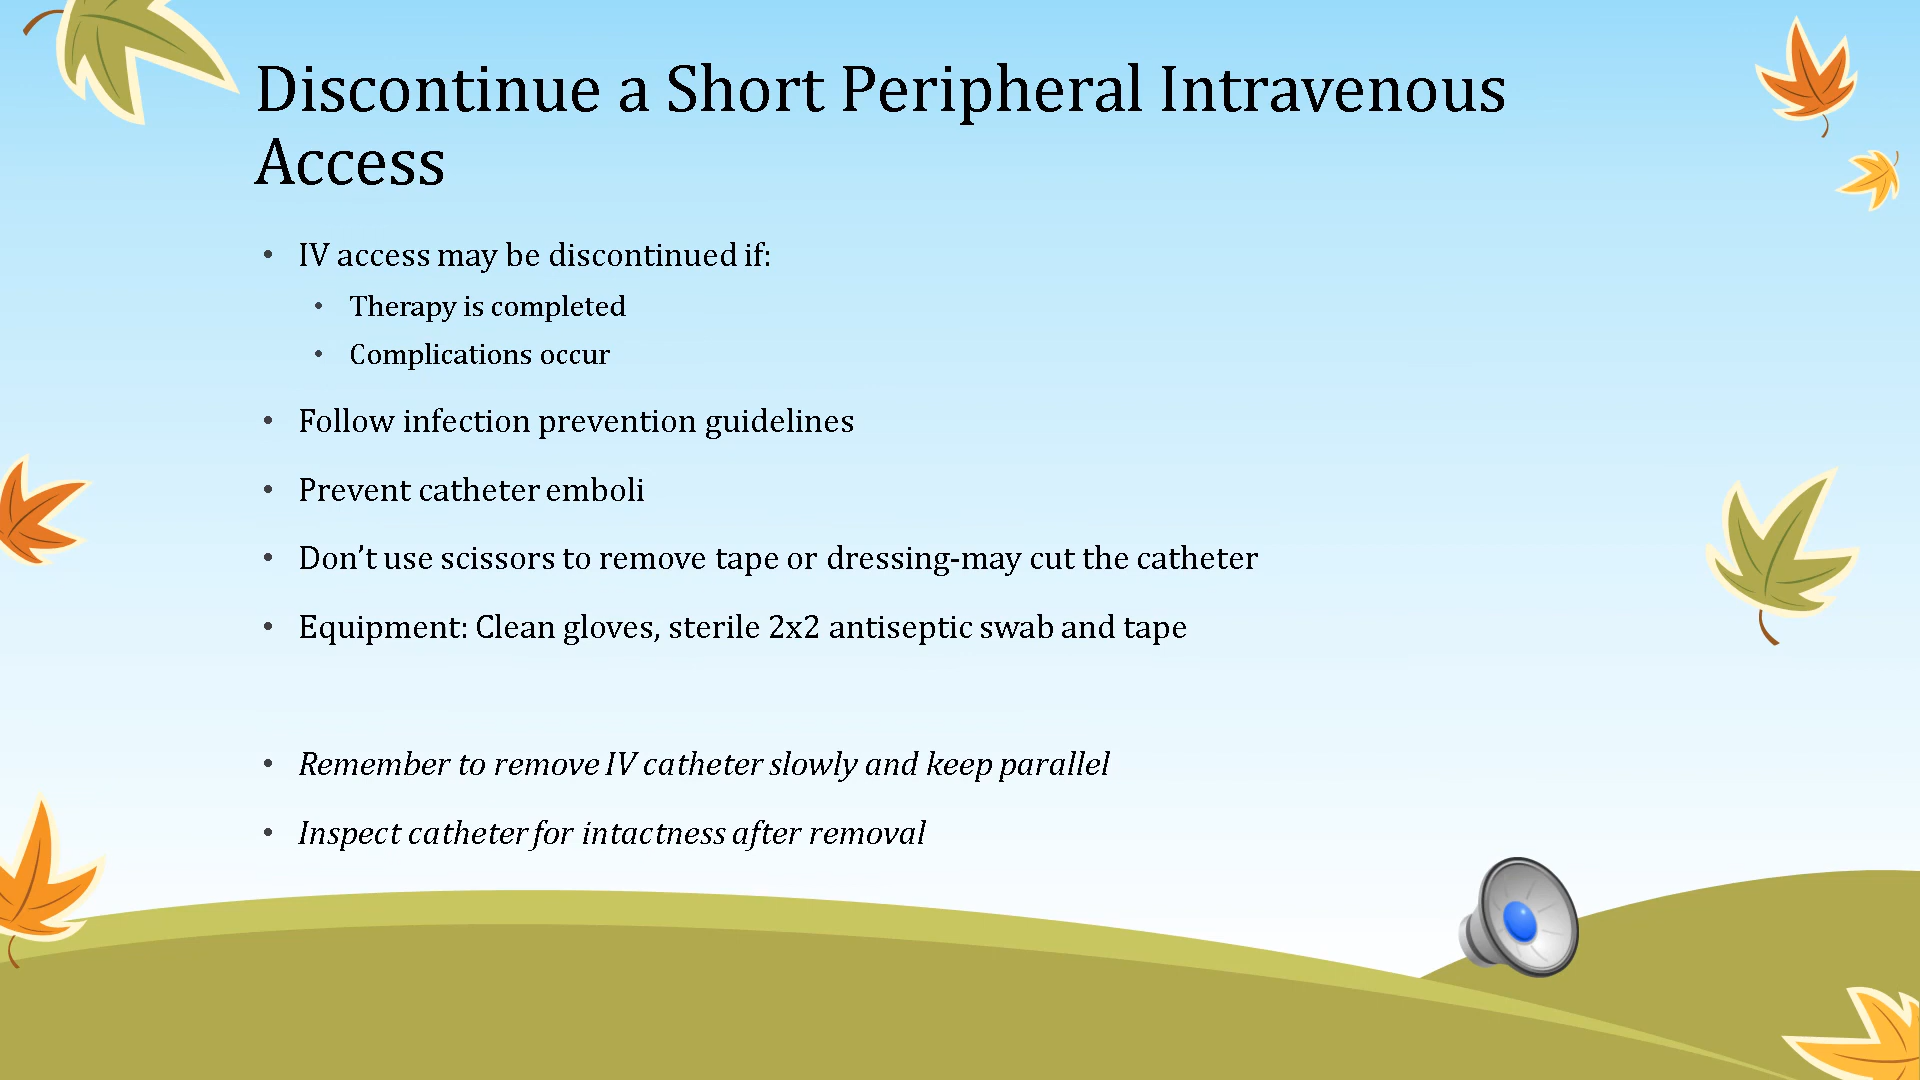 Discontinue a Short Peripheral Intravenous
Access
• IV access may be discontinued if:
• Therapy is completed
• Complications occur
• Follow infection prevention guidelines
• Prevent catheter emboli
• Don’t use scissors to remove tape or dressing-may cut the catheter
• Equipment: Clean gloves, sterile 2x2 antiseptic swab and tape
• Remember to remove IV catheter slowly and keep parallel
• Inspect catheter for intactness after removal